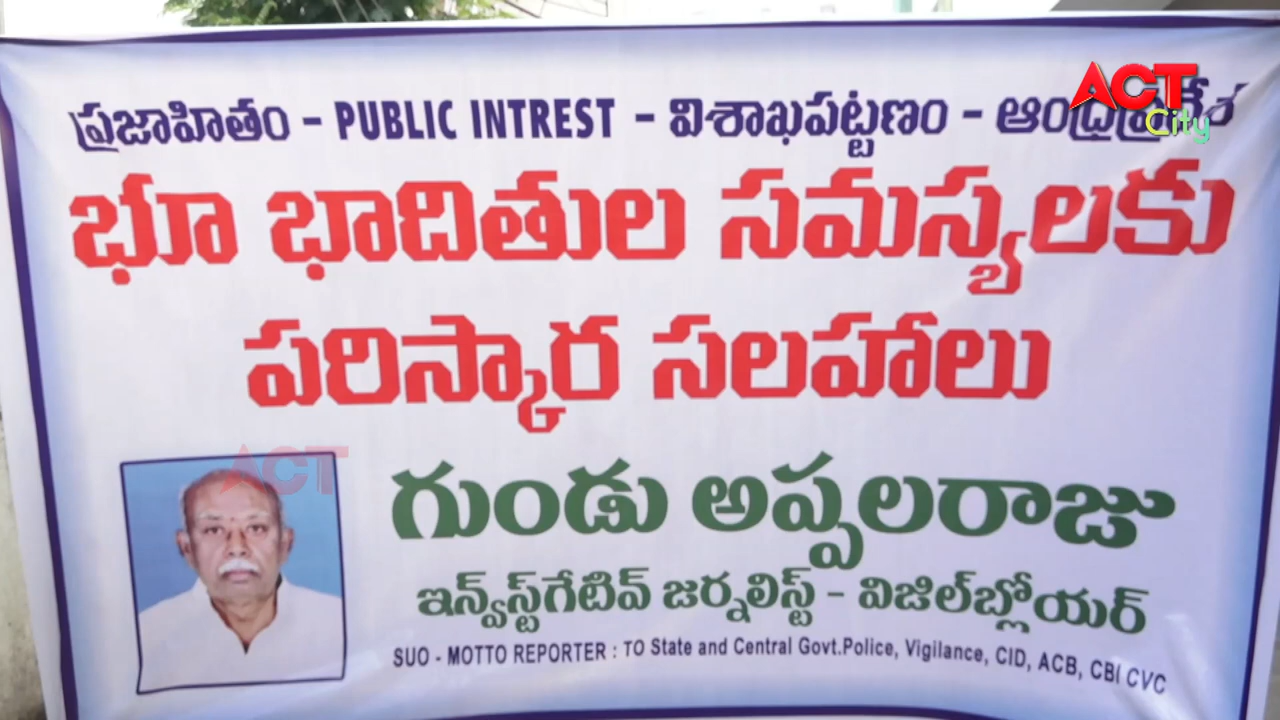 ప్రజాహితం - PUBLIC INTREST - విశాఖపట్టణం -
ACT
City
భూ భాదితుల సమస్యలకు
పరిస్కార సలహాలు
ACT
గుండు అప్పలరాజు
ఇన్వ్‌స్ట్‌గేటివ్ జర్నలిస్ట్ - విజిల్‌బ్లోయర్
SUO - MOTTO REPORTER : TO State and Central Govt.Police, Vigilance, CID, ACB, CBI CVC